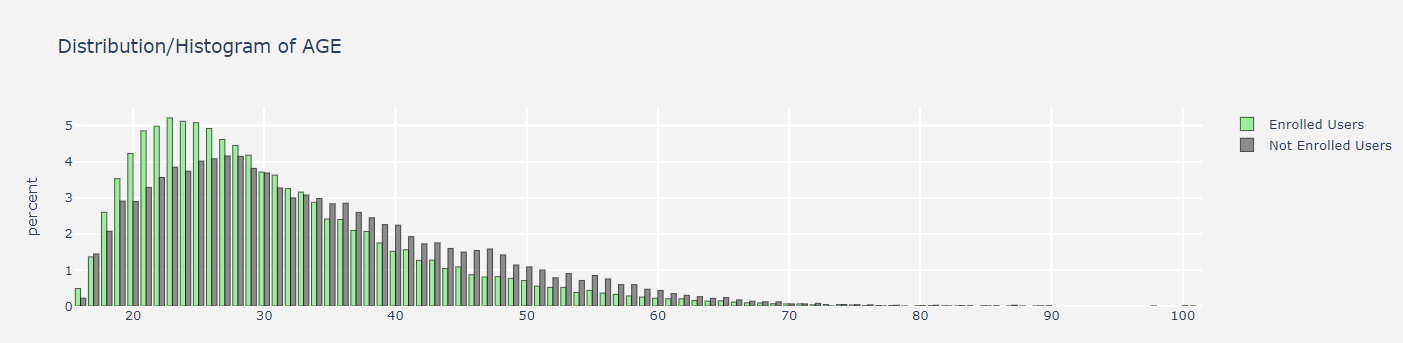 Distribution/Histogram of AGE
percent
5
4
3
2
1
0
20 30 40 50 60 70 80 90 100
Enrolled Users
Not Enrolled Users